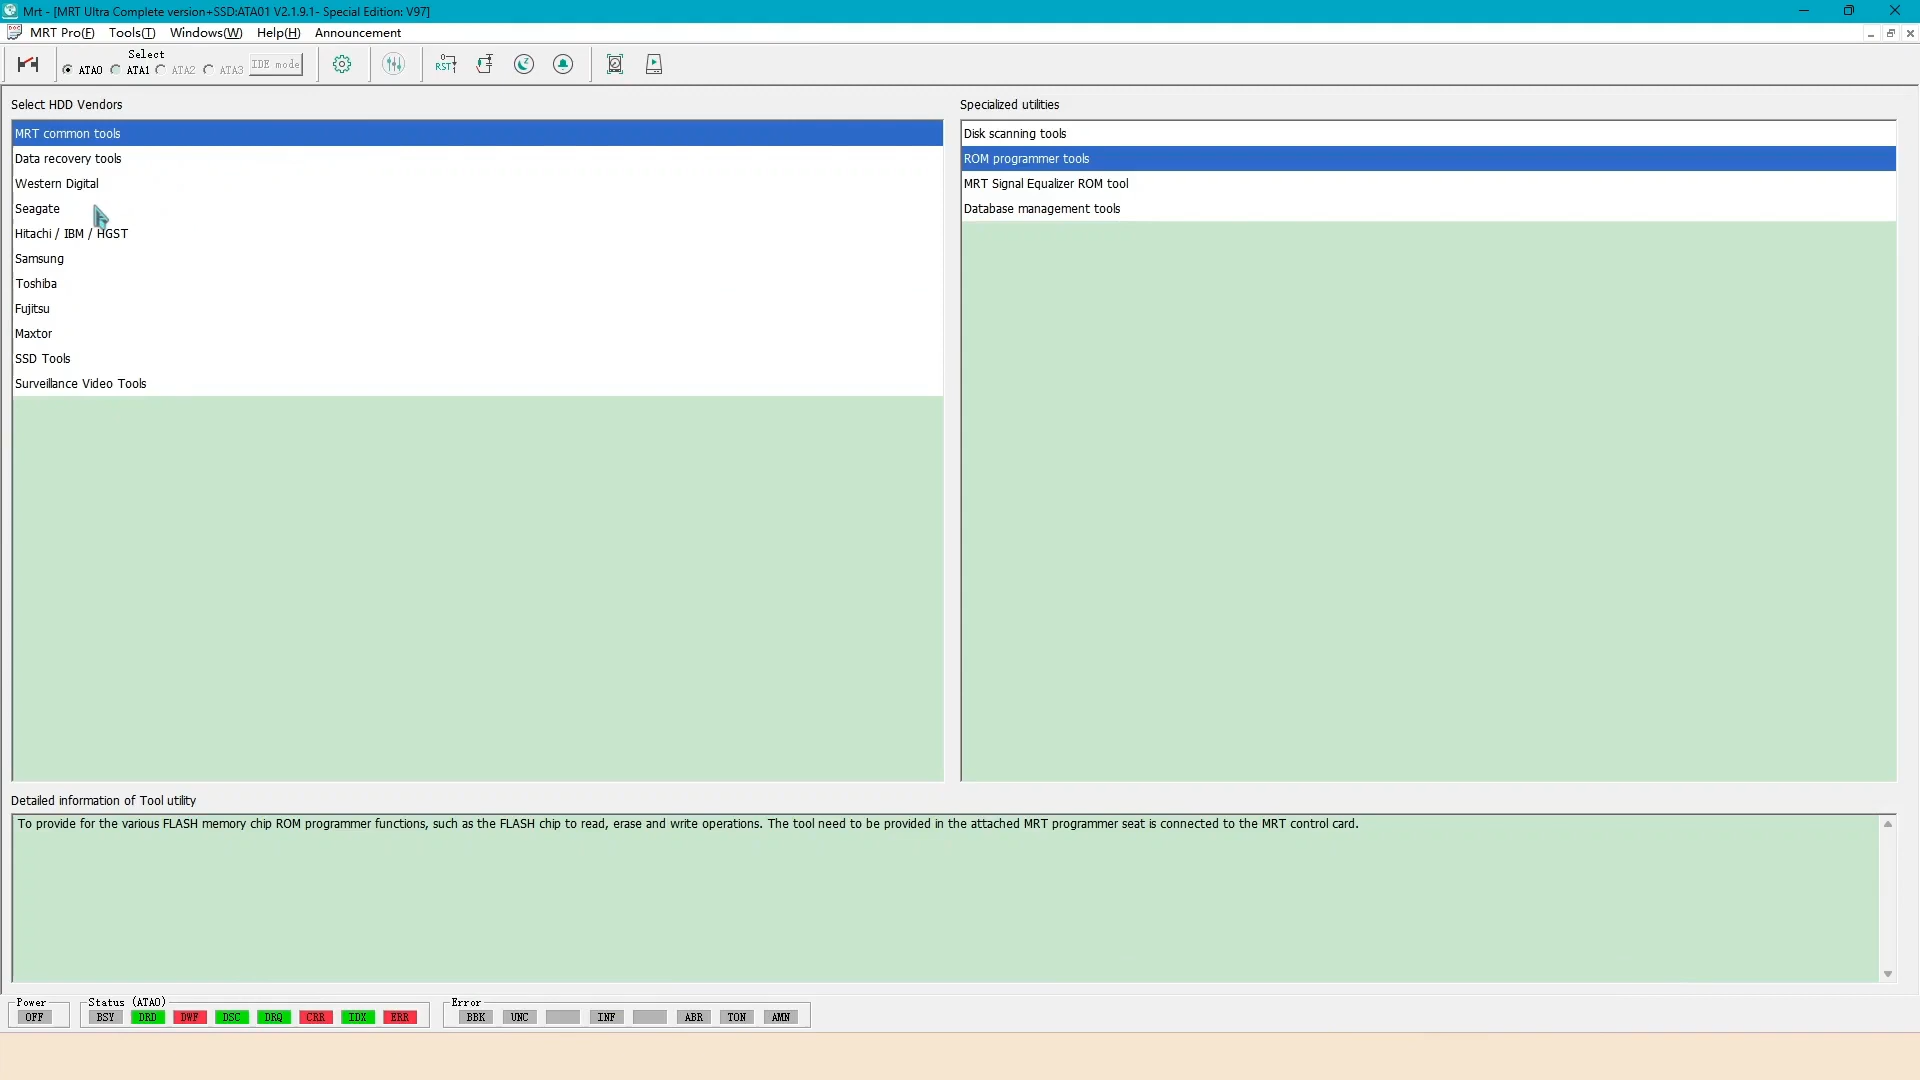 Mrt - [MRT Ultra Complete version+SSD:ATA01 V2.1.9.1- Special Edition: V97]
MRT Pro(F) Tools(T) Windows(W) Help(H) Announcement
Select
ATA0 ATA1 ATA2 ATA3 IDE mode
RST
Select HDD Vendors
MRT common tools
Data recovery tools
Western Digital
Seagate
Hitachi / IBM / HGST
Samsung
Toshiba
Fujitsu
Maxtor
SSD Tools
Surveillance Video Tools
Specialized utilities
Disk scanning tools
ROM programmer tools
MRT Signal Equalizer ROM tool
Database management tools
Detailed information of Tool utility
To provide for the various FLASH memory chip ROM programmer functions, such as the FLASH chip to read, erase and write operations. The tool need to be provided in the attached MRT programmer seat is connected to the MRT control card.
Power
OFF
Status (ATA0)
BSY DRD DWF DSC DRQ CRR IDX ERR
Error
BBK UNC INF ABR TON AMN